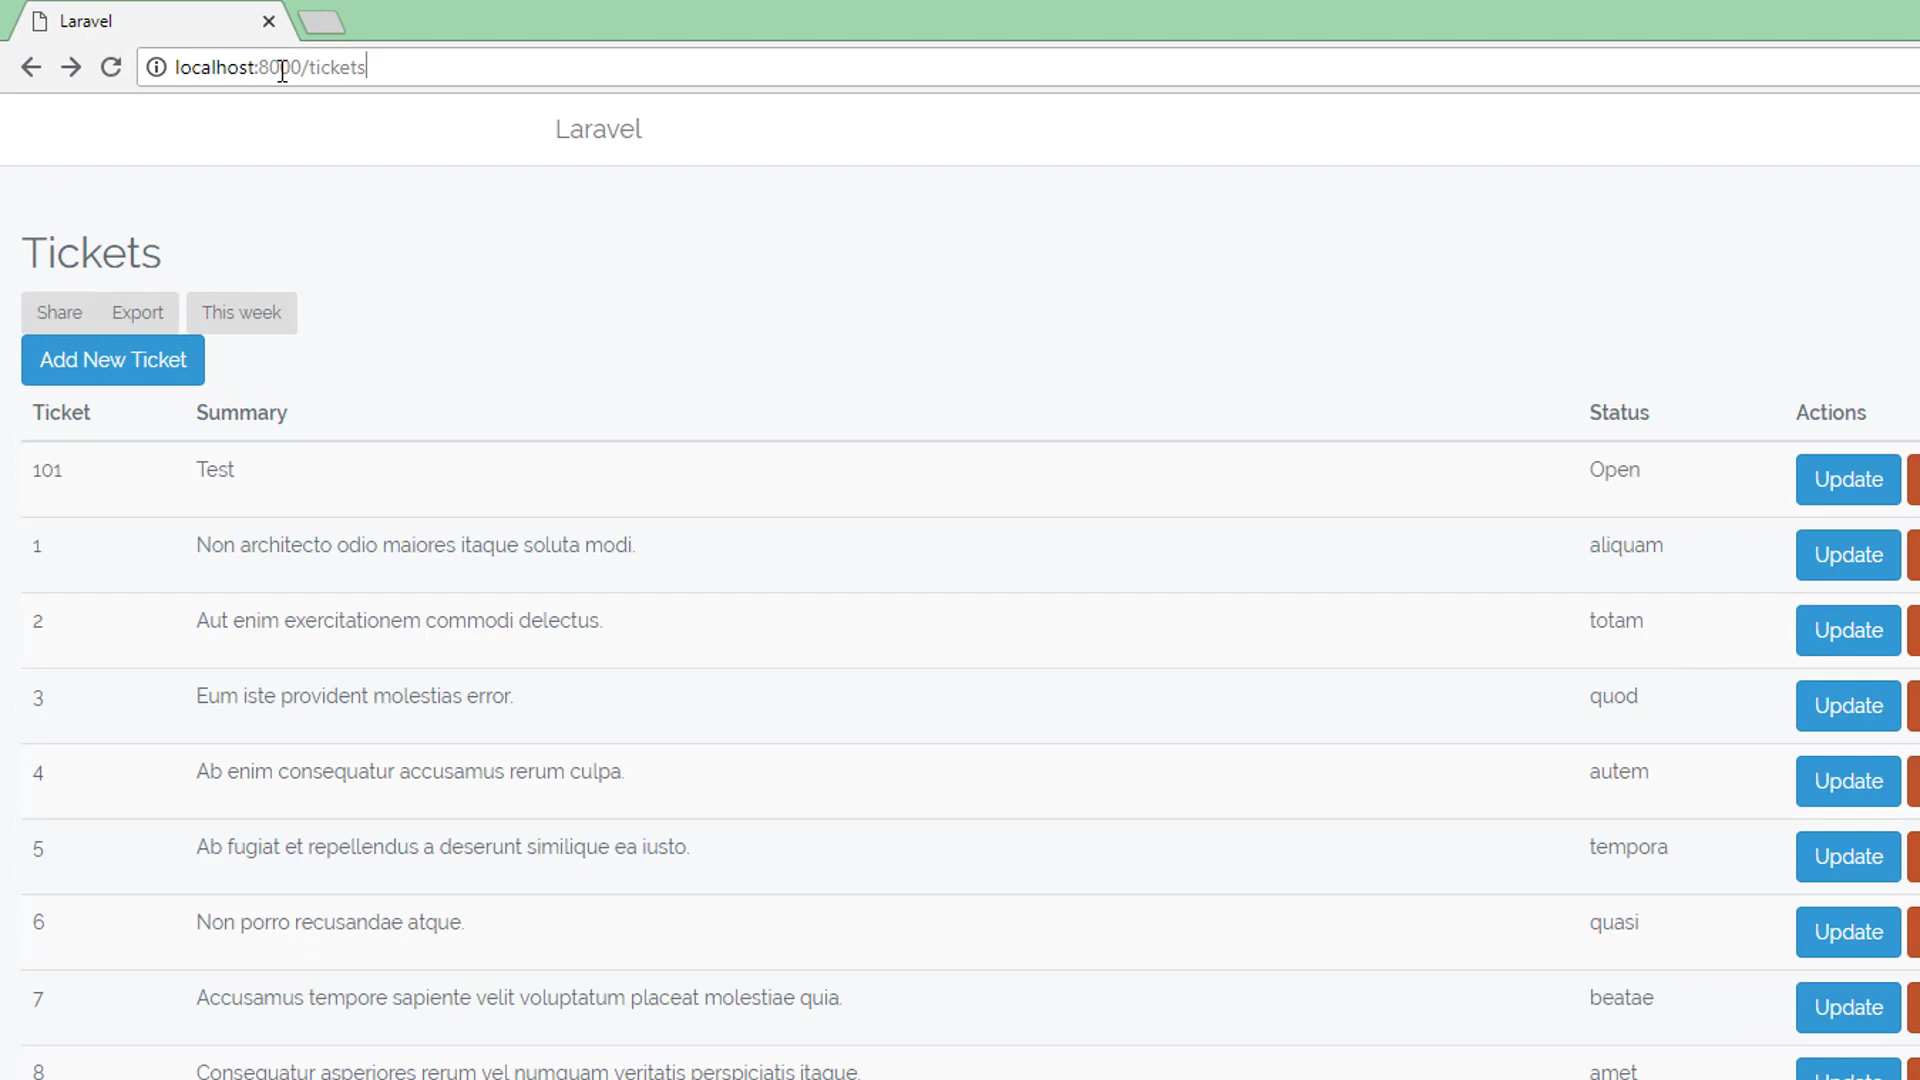 Laravel
localhost:8000/tickets
Laravel
Tickets
Share Export This week
Add New Ticket
Ticket Summary Status Actions
101 Test Open Update
1 Non architecto odio maiores itaque soluta modi. aliquam Update
2 Aut enim exercitationem commodi delectus. totam Update
3 Eum iste provident molestias error. quod Update
4 Ab enim consequatur accusamus rerum culpa. autem Update
5 Ab fugiat et repellendus a deserunt similique ea iusto. tempora Update
6 Non porro recusandae atque. quasi Update
7 Accusamus tempore sapiente velit voluptatum placeat molestiae quia. beatae Update
8 Consequatur asperiores rerum vel numquam veritatis perspiciatis itaque. amet Update